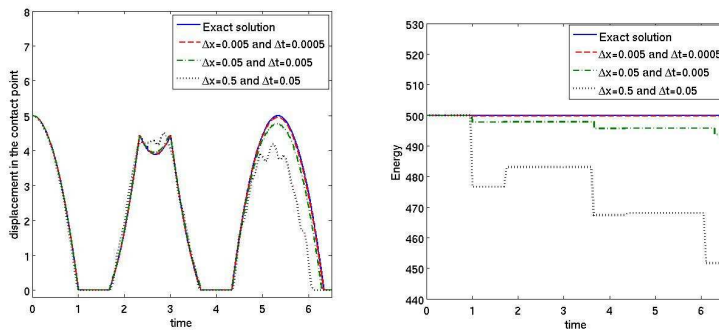 8
7
6
5
4
3
2
1
0
displacement in the contact point
0 1 2 3 4 5 6
time
Exact solution
Δx=0.005 and Δt=0.0005
Δx=0.05 and Δt=0.005
Δx=0.5 and Δt=0.05
530
520
510
500
490
480
470
460
450
440
Energy
0 1 2 3 4 5 6
time
Exact solution
Δx=0.005 and Δt=0.0005
Δx=0.05 and Δt=0.005
Δx=0.5 and Δt=0.05